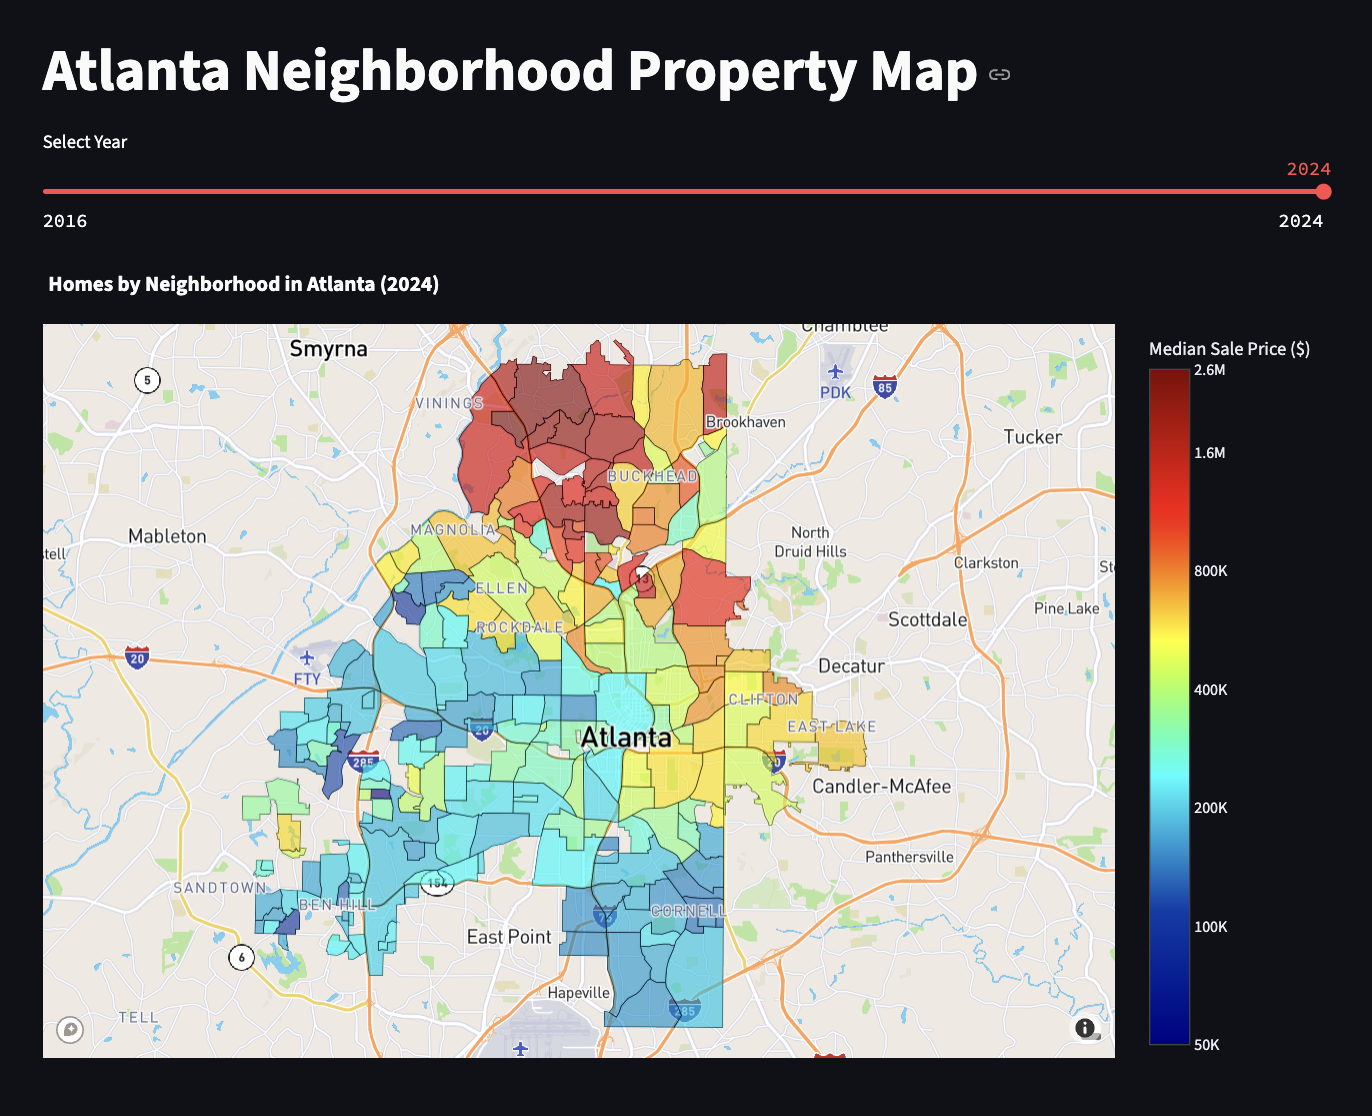 Atlanta Neighborhood Property Map
Select Year
2024
2016
2024
Homes by Neighborhood in Atlanta (2024)
Median Sale Price ($)
2.6M
1.6M
800K
400K
200K
100K
50K
Chamblee
Smyrna
5
PDK
85
VININGS
Brookhaven
Tucker
BUCKHEAD
MAGNOLIA
Mableton
North
Druid Hills
stell
Clarkston
13
ELLEN
Pine Lake
Scottdale
ROCKDALE
20
FTY
Decatur
CLIFTON
EAST LAKE
20
Atlanta
285
20
Candler-McAfee
Panthersville
154
SANDTOWN
BEN HILL
CORNELL
East Point
6
Hapeville
285
TELL